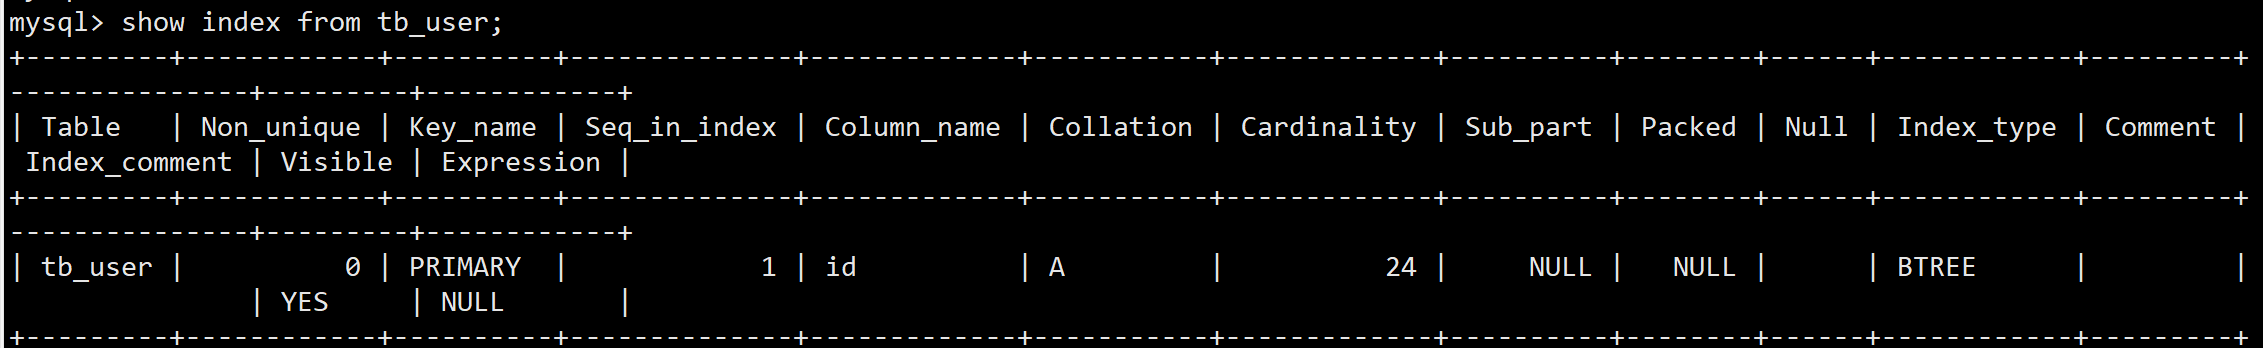 mysql> show index from tb_user;
+---------+------------+----------+--------------+-------------+-----------+-------------+----------+--------+------+------------+---------+
---------------+---------+------------+
| Table   | Non_unique | Key_name | Seq_in_index | Column_name | Collation | Cardinality | Sub_part | Packed | Null | Index_type | Comment |
 Index_comment | Visible | Expression |
+---------+------------+----------+--------------+-------------+-----------+-------------+----------+--------+------+------------+---------+
---------------+---------+------------+
| tb_user |          0 | PRIMARY  |            1 | id          | A         |          24 |     NULL |   NULL |      | BTREE      |         |
               | YES     | NULL       |
+---------+------------+----------+--------------+-------------+-----------+-------------+----------+--------+------+------------+---------+